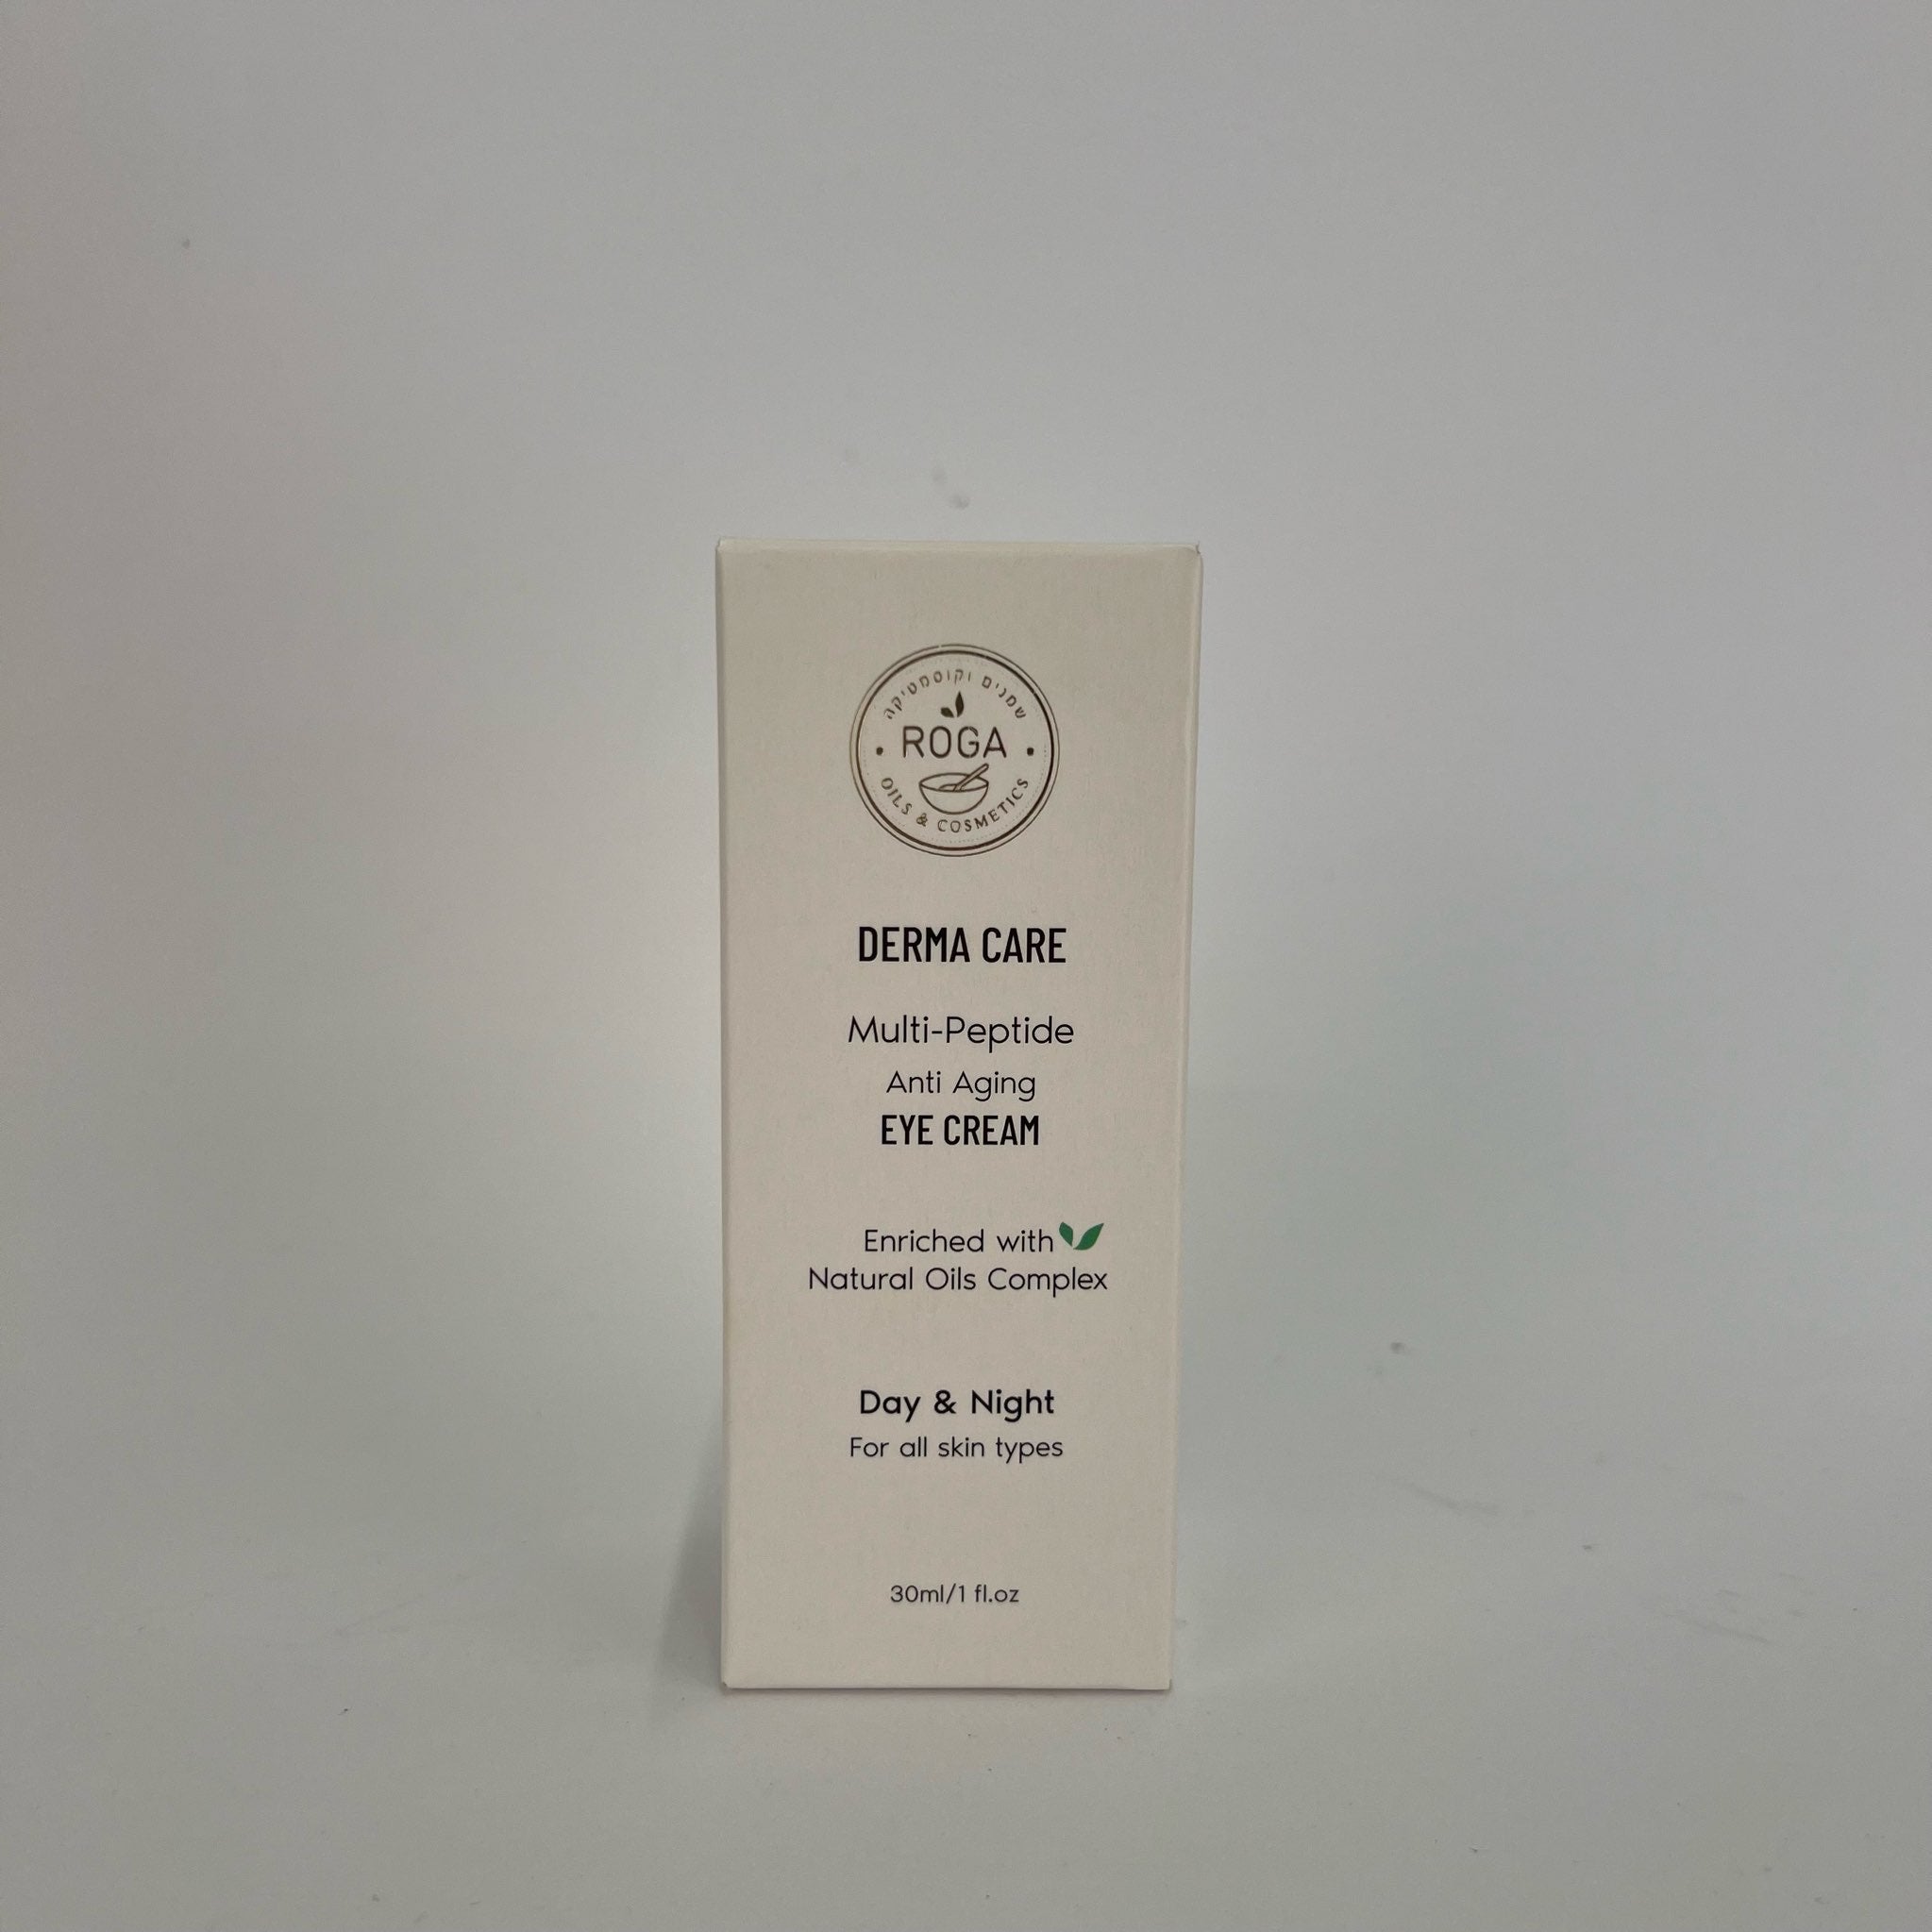 שמנים וקוסמטיקה
ROGA
OILS & COSMETICS
DERMA CARE
Multi-Peptide
Anti Aging
EYE CREAM
Enriched with
Natural Oils Complex
Day & Night
For all skin types
30ml/1 fl.oz